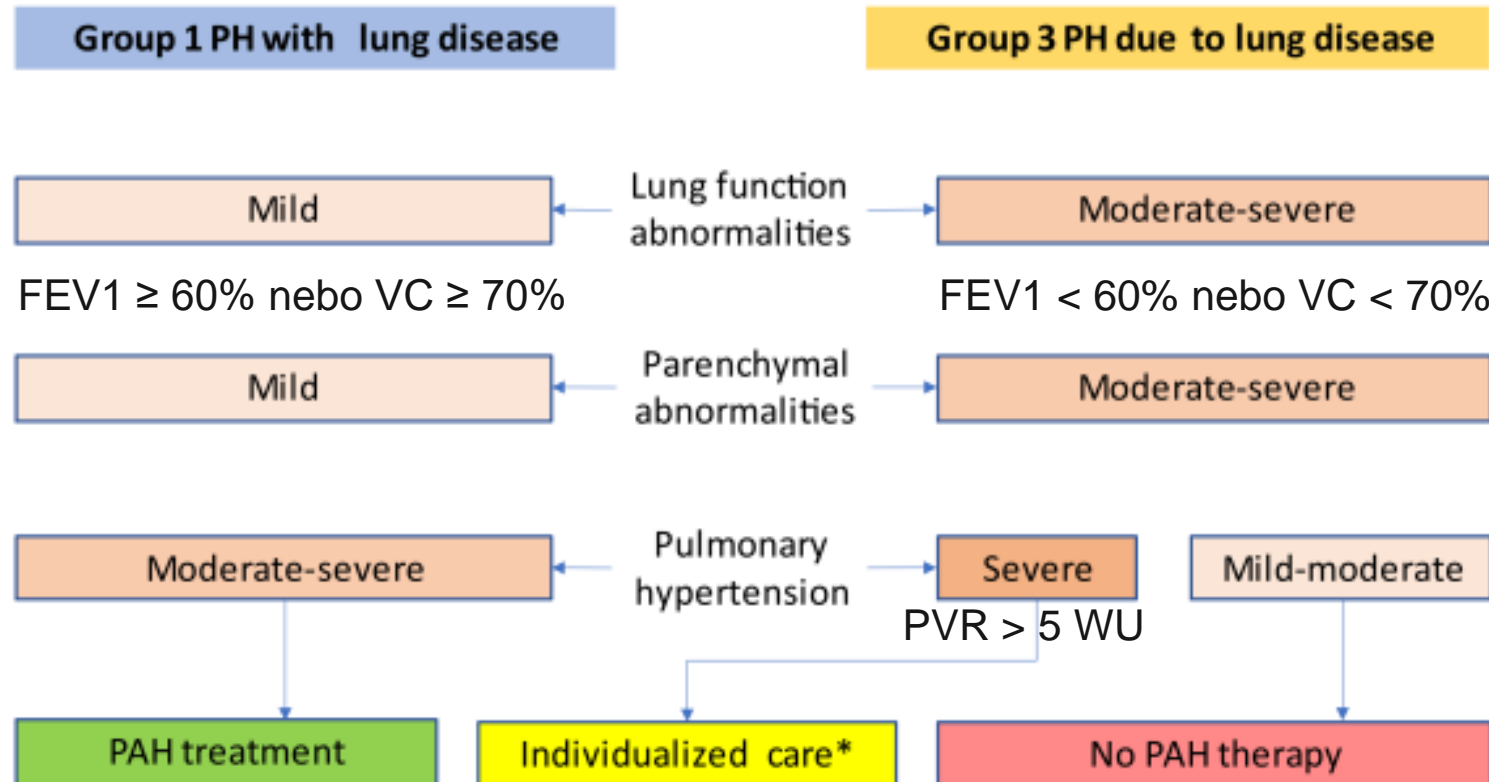 Group 1 PH with lung disease
Group 3 PH due to lung disease
Mild
Lung function
abnormalities
Moderate-severe
FEV1 ≥ 60% nebo VC ≥ 70%
FEV1 < 60% nebo VC < 70%
Mild
Parenchymal
abnormalities
Moderate-severe
Moderate-severe
Pulmonary
hypertension
Severe
Mild-moderate
PVR > 5 WU
PAH treatment
Individualized care*
No PAH therapy